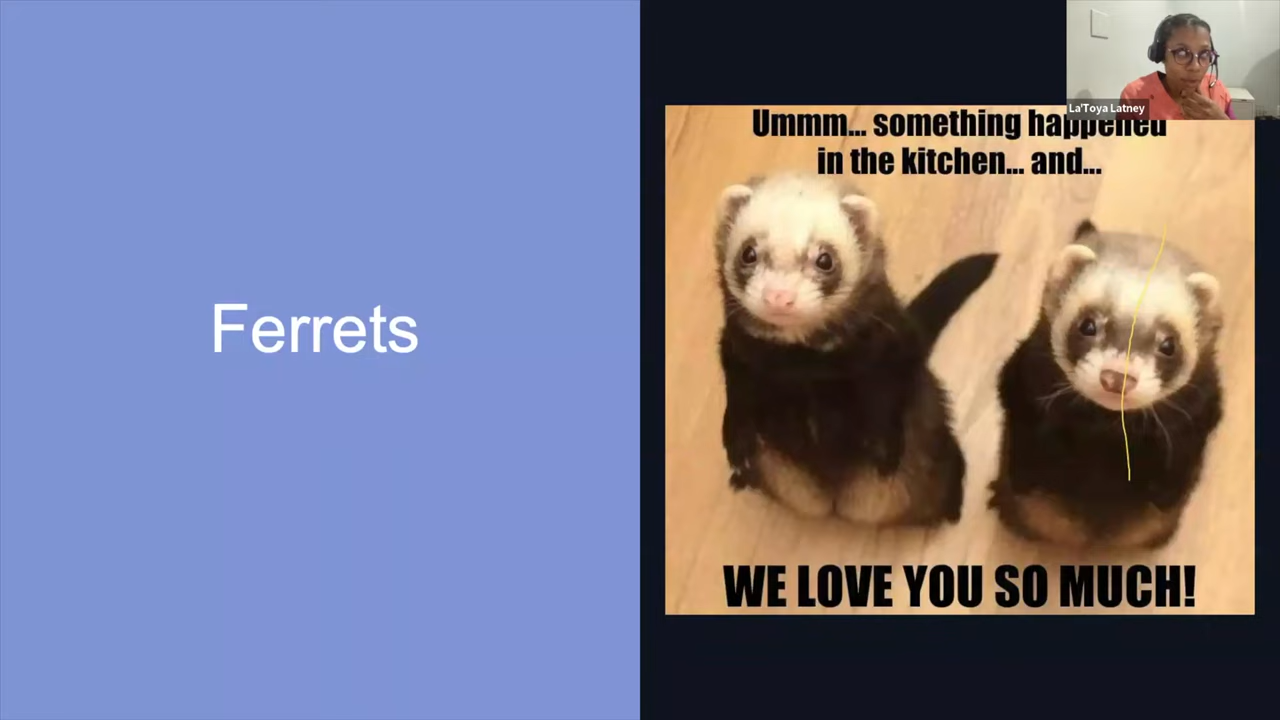 Ferrets
La'Toya Latney
Ummm... something happened
in the kitchen... and...
WE LOVE YOU SO MUCH!